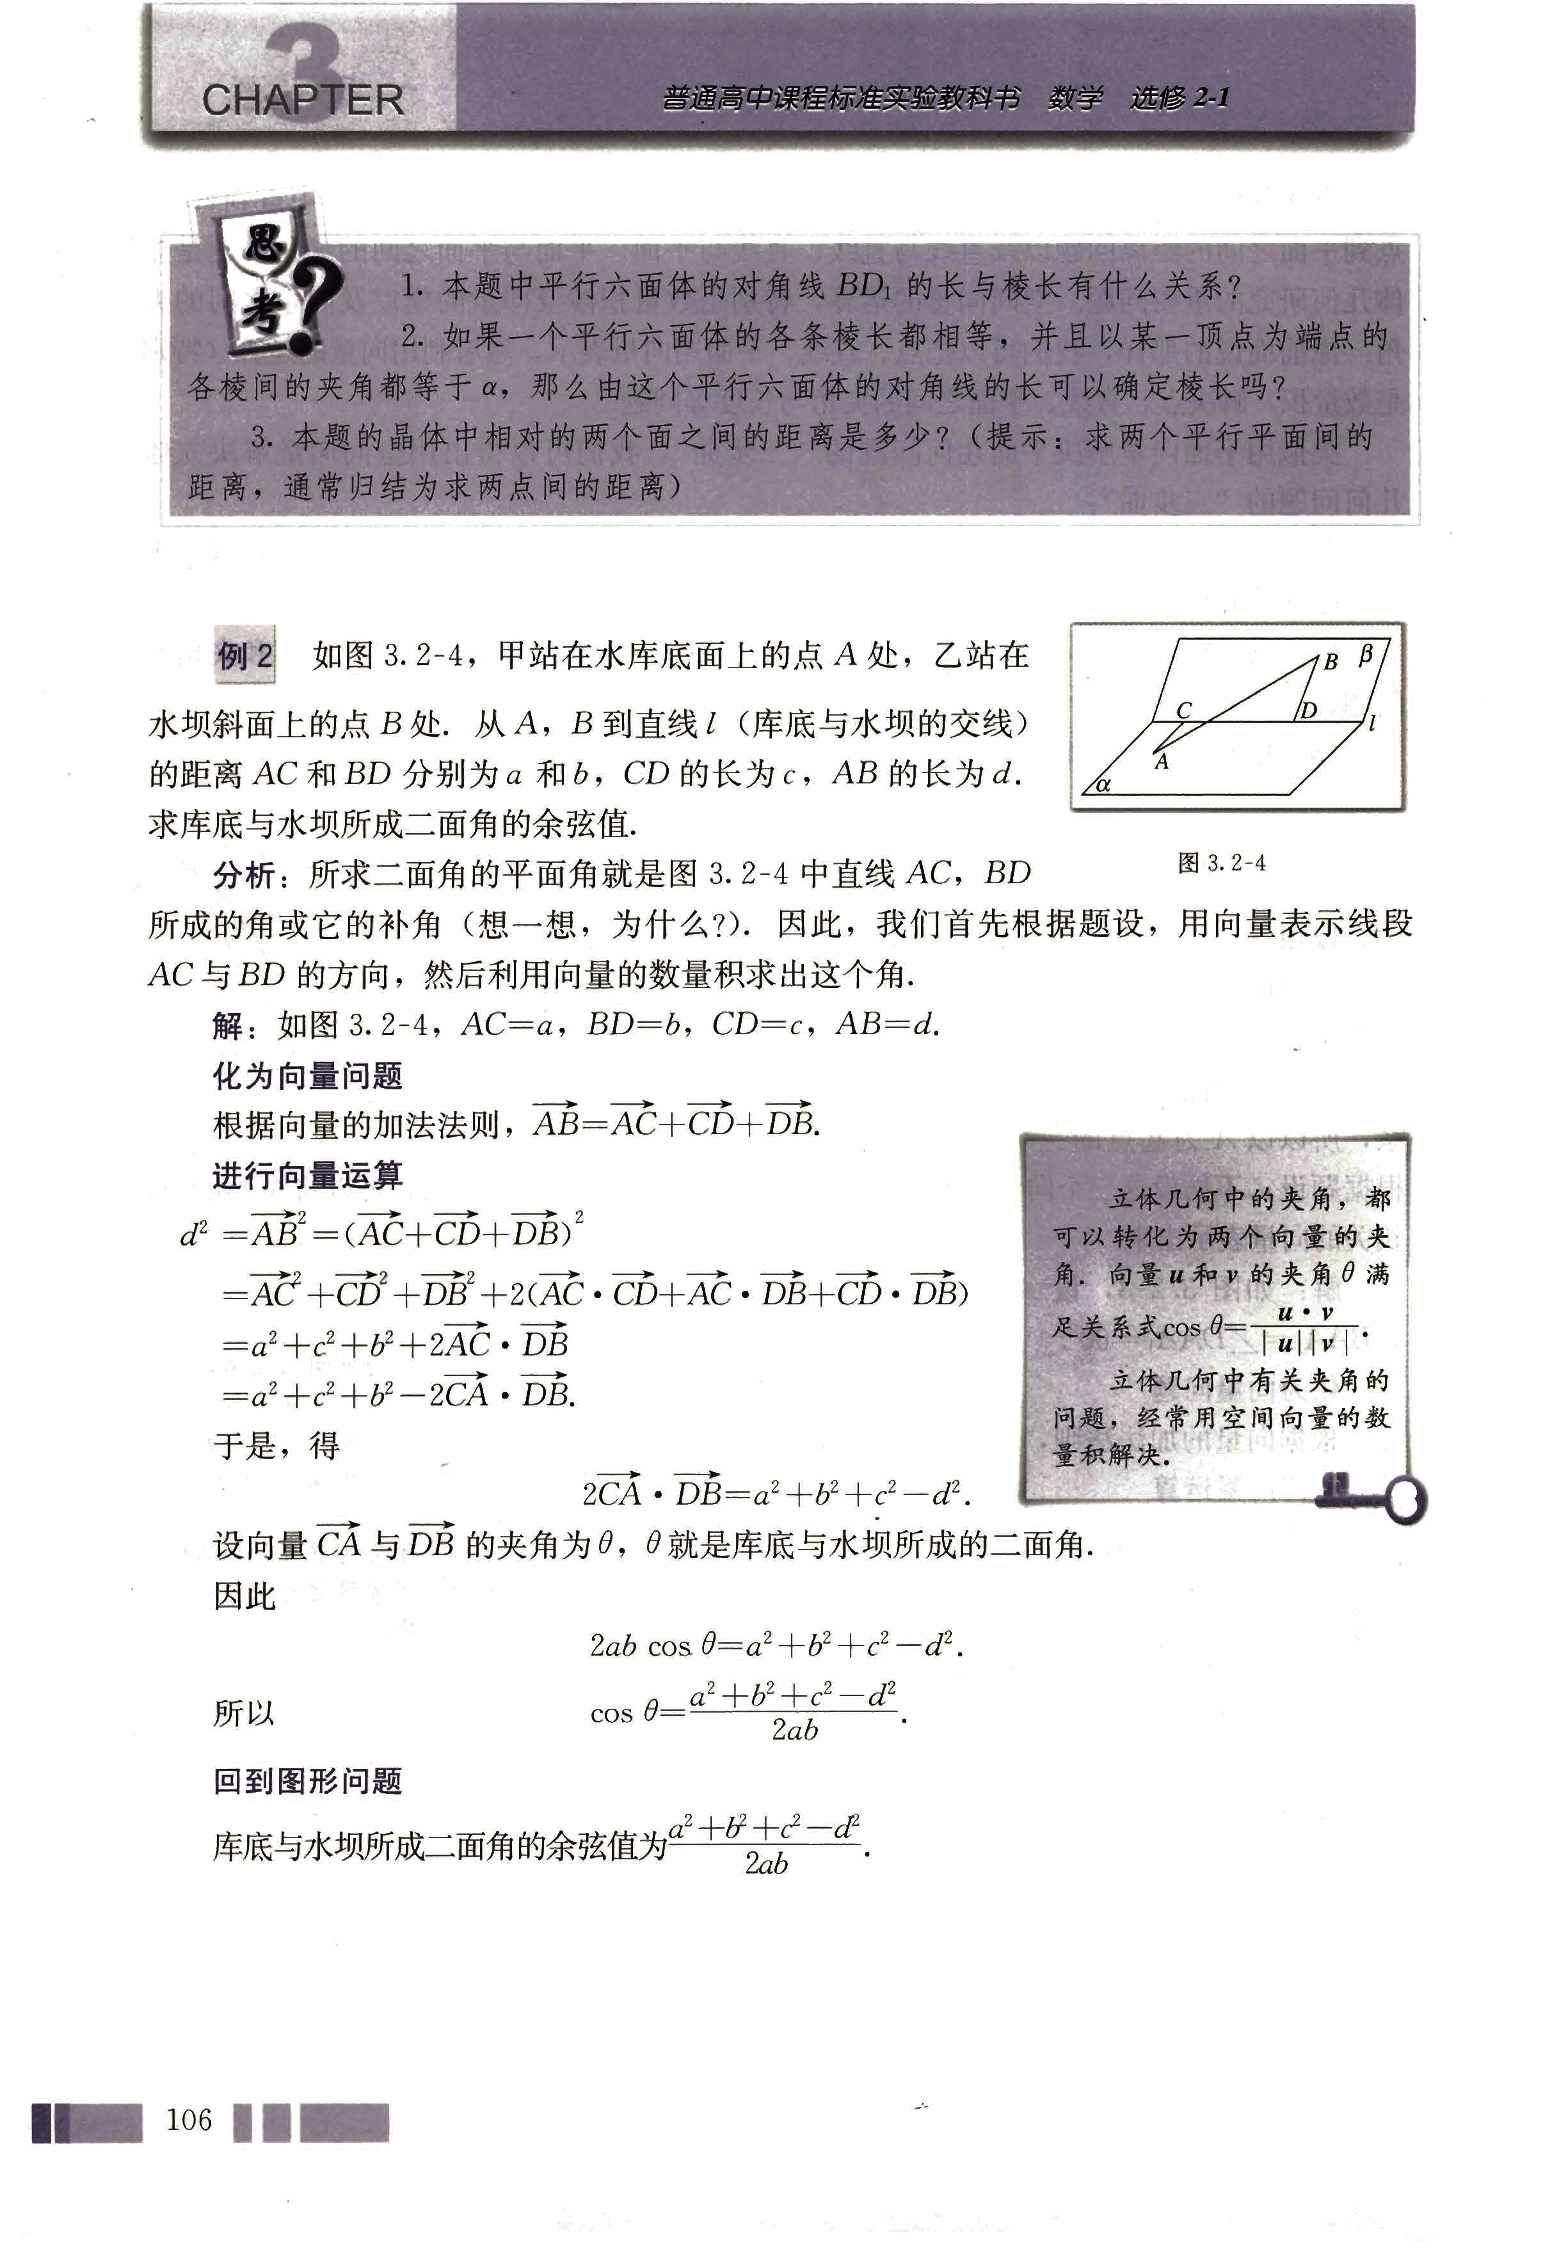 3
CHAPTER
普通高中课程标准实验教科书 数学 选修 2-1
思考?
1. 本题中平行六面体的对角线 BD₁ 的长与棱长有什么关系?
2. 如果一个平行六面体的各条棱长都相等，并且以某一顶点为端点的
各棱间的夹角都等于 α，那么由这个平行六面体的对角线的长可以确定棱长吗?
3. 本题的晶体中相对的两个面之间的距离是多少?（提示：求两个平行平面间的
距离，通常归结为求两点间的距离）
例2 如图 3.2-4，甲站在水库底面上的点 A 处，乙站在
水坝斜面上的点 B 处. 从 A，B 到直线 l（库底与水坝的交线）
的距离 AC 和 BD 分别为 a 和 b，CD 的长为 c，AB 的长为 d.
求库底与水坝所成二面角的余弦值.
B β
C D l
A
α
图 3.2-4
分析：所求二面角的平面角就是图 3.2-4 中直线 AC，BD
所成的角或它的补角（想一想，为什么?）. 因此，我们首先根据题设，用向量表示线段
AC 与 BD 的方向，然后利用向量的数量积求出这个角.
解：如图 3.2-4，AC=a，BD=b，CD=c，AB=d.
化为向量问题
根据向量的加法法则，$\overrightarrow{AB}=\overrightarrow{AC}+\overrightarrow{CD}+\overrightarrow{DB}$.
进行向量运算
$d^2=\overrightarrow{AB}^2=(\overrightarrow{AC}+\overrightarrow{CD}+\overrightarrow{DB})^2$
$=\overrightarrow{AC}^2+\overrightarrow{CD}^2+\overrightarrow{DB}^2+2(\overrightarrow{AC}·\overrightarrow{CD}+\overrightarrow{AC}·\overrightarrow{DB}+\overrightarrow{CD}·\overrightarrow{DB})$
$=a^2+c^2+b^2+2\overrightarrow{AC}·\overrightarrow{DB}$
$=a^2+c^2+b^2-2\overrightarrow{CA}·\overrightarrow{DB}$.
于是，得
$2\overrightarrow{CA}·\overrightarrow{DB}=a^2+b^2+c^2-d^2$.
立体几何中的夹角，都
可以转化为两个向量的夹
角. 向量 u 和 v 的夹角 θ 满
足关系式$\cos θ=\frac{u·v}{|u||v|}$.
立体几何中有关夹角的
问题，经常用空间向量的数
量积解决.
设向量 $\overrightarrow{CA}$ 与 $\overrightarrow{DB}$ 的夹角为 θ，θ 就是库底与水坝所成的二面角.
因此
$2ab\cos θ=a^2+b^2+c^2-d^2$.
所以 $\cos θ=\frac{a^2+b^2+c^2-d^2}{2ab}$.
回到图形问题
库底与水坝所成二面角的余弦值为$\frac{a^2+b^2+c^2-d^2}{2ab}$.
106